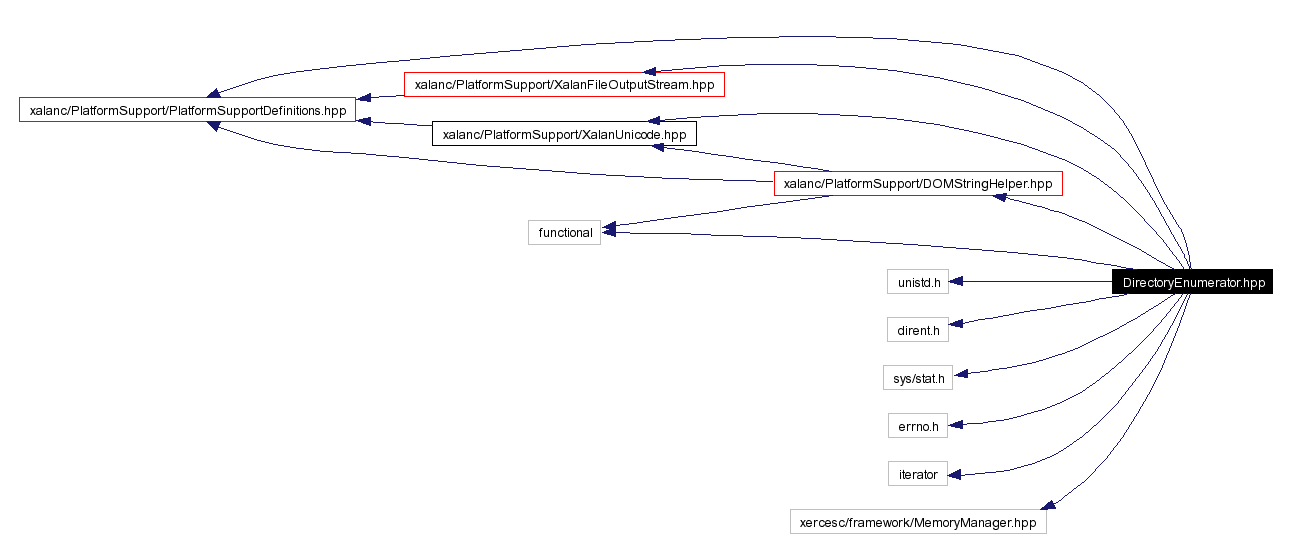 xalanc/PlatformSupport/XalanFileOutputStream.hpp
xalanc/PlatformSupport/PlatformSupportDefinitions.hpp
xalanc/PlatformSupport/XalanUnicode.hpp
xalanc/PlatformSupport/DOMStringHelper.hpp
functional
unistd.h
DirectoryEnumerator.hpp
dirent.h
sys/stat.h
errno.h
iterator
xercesc/framework/MemoryManager.hpp